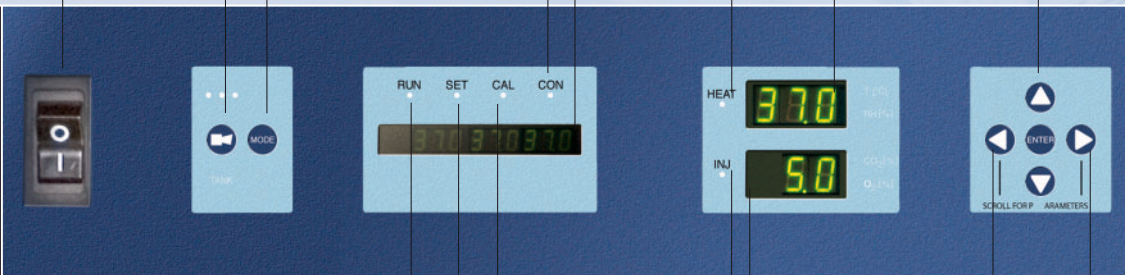 O
I
MODE
TANK
RUN SET CAL CON
37.0 37.0 37.0
HEAT
37.0
T [°C]
RH [%]
INJ
5.0
CO₂ [%]
O₂ [%]
ENTER
SCROLL FOR P ARAMETERS